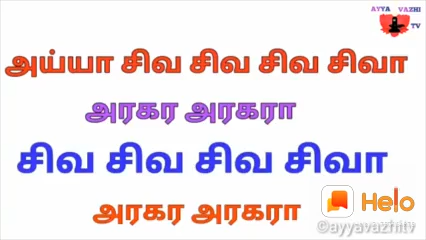 AYYA VAZHI
TV
அய்யா சிவ சிவ சிவ சிவா
அரகர அரகரா
சிவ சிவ சிவ சிவா
அரகர அரகரா
Helo
©ayyavazhitv